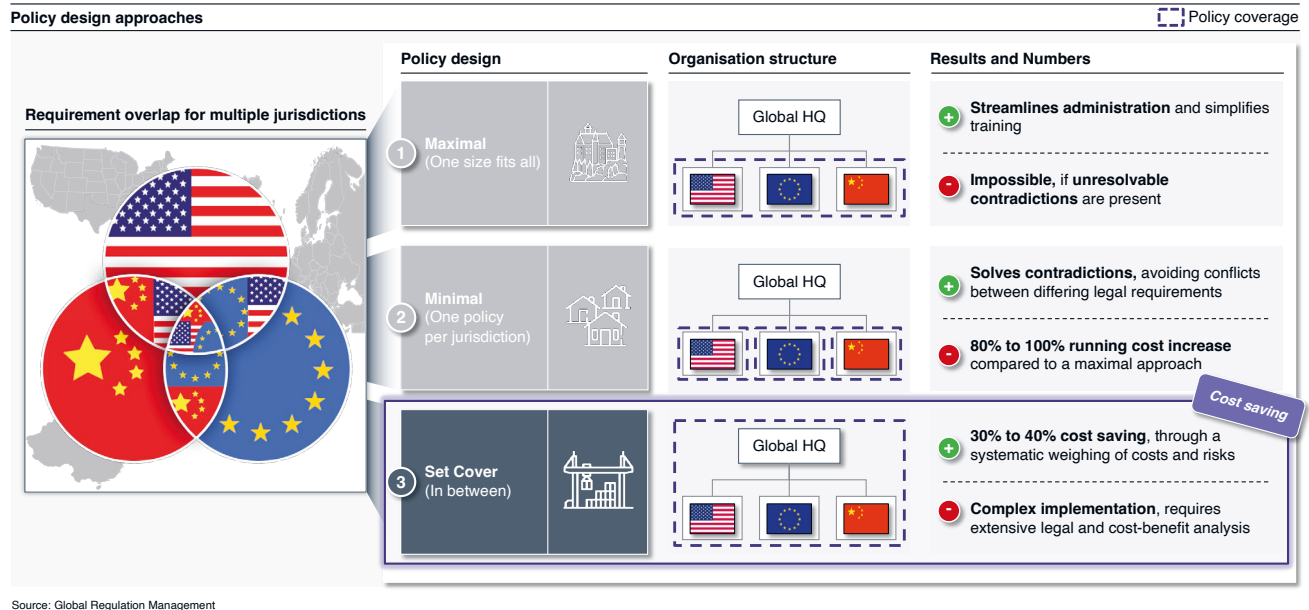 Policy design approaches
Policy coverage
Requirement overlap for multiple jurisdictions
Policy design
Organisation structure
Results and Numbers
1
Maximal
(One size fits all)
Global HQ
+
Streamlines administration and simplifies
training
-
Impossible, if unresolvable
contradictions are present
2
Minimal
(One policy
per jurisdiction)
Global HQ
+
Solves contradictions, avoiding conflicts
between differing legal requirements
-
80% to 100% running cost increase
compared to a maximal approach
Cost saving
3
Set Cover
(In between)
Global HQ
+
30% to 40% cost saving, through a
systematic weighing of costs and risks
-
Complex implementation, requires
extensive legal and cost-benefit analysis
Source: Global Regulation Management